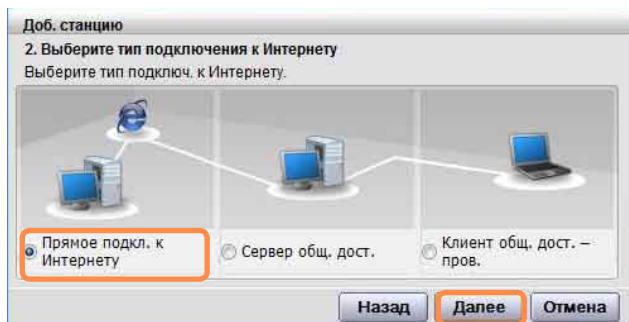 Доб. станцию
2. Выберите тип подключения к Интернету
Выберите тип подключ. к Интернету.
Прямое подкл. к
Интернету
Сервер общ. дост.
Клиент общ. дост. –
пров.
Назад Далее Отмена